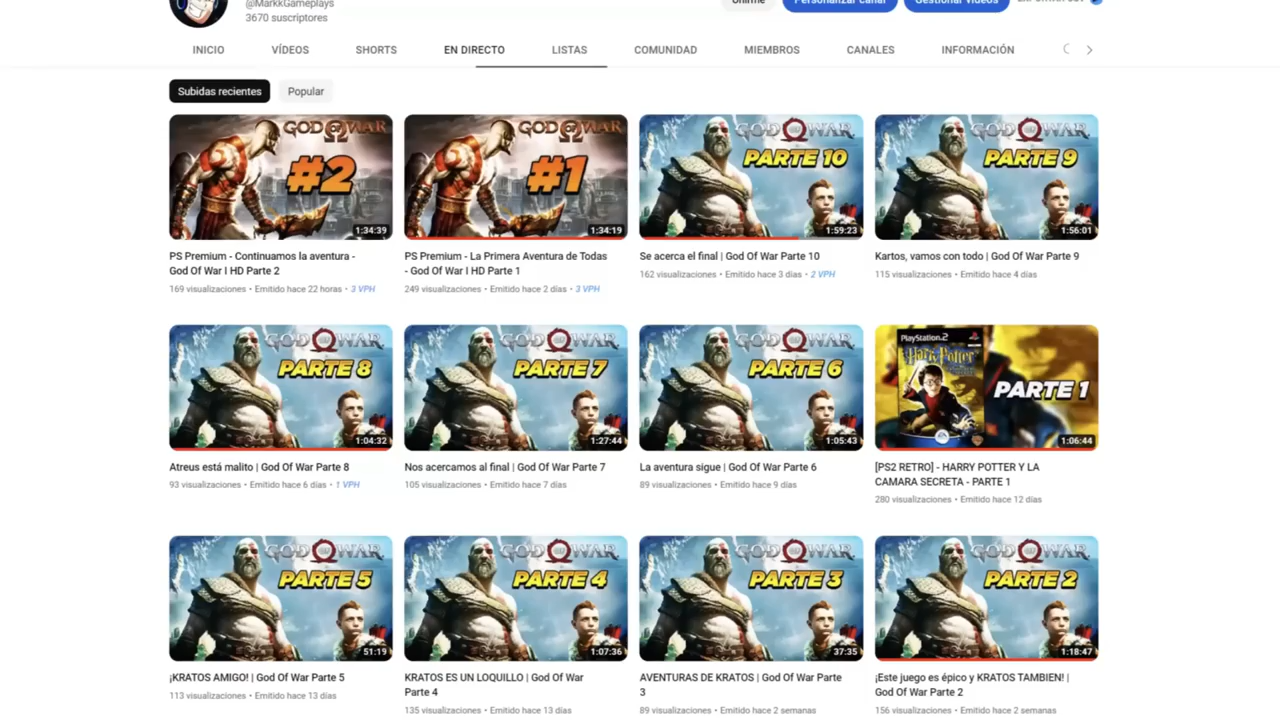 @MarkkGameplays
3670 suscriptores
Unirme
Personalizar canal
Gestionar vídeos
EXPORTAR CSV
INICIO
VÍDEOS
SHORTS
EN DIRECTO
LISTAS
COMUNIDAD
MIEMBROS
CANALES
INFORMACIÓN
Subidas recientes
Popular
GOD OF WAR
#2
1:34:39
GOD OF WAR
#1
1:34:19
GOD OF WAR
PARTE 10
1:59:23
GOD OF WAR
PARTE 9
1:56:01
PS Premium - Continuamos la aventura -
God Of War I HD Parte 2
169 visualizaciones • Emitido hace 22 horas • 3 VPH
PS Premium - La Primera Aventura de Todas
- God Of War I HD Parte 1
249 visualizaciones • Emitido hace 2 días • 3 VPH
Se acerca el final | God Of War Parte 10
162 visualizaciones • Emitido hace 3 días • 2 VPH
Kartos, vamos con todo | God Of War Parte 9
115 visualizaciones • Emitido hace 4 días
GOD OF WAR
PARTE 8
1:04:32
GOD OF WAR
PARTE 7
1:27:44
GOD OF WAR
PARTE 6
1:05:43
PlayStation 2
Harry Potter
PARTE 1
1:06:44
Atreus está malito | God Of War Parte 8
93 visualizaciones • Emitido hace 6 días • 1 VPH
Nos acercamos al final | God Of War Parte 7
105 visualizaciones • Emitido hace 7 días
La aventura sigue | God Of War Parte 6
89 visualizaciones • Emitido hace 9 días
[PS2 RETRO] - HARRY POTTER Y LA
CAMARA SECRETA - PARTE 1
280 visualizaciones • Emitido hace 12 días
GOD OF WAR
PARTE 5
51:19
GOD OF WAR
PARTE 4
1:07:36
GOD OF WAR
PARTE 3
37:35
GOD OF WAR
PARTE 2
1:18:47
¡KRATOS AMIGO! | God Of War Parte 5
113 visualizaciones • Emitido hace 13 días
KRATOS ES UN LOQUILLO | God Of War
Parte 4
135 visualizaciones • Emitido hace 13 días
AVENTURAS DE KRATOS | God Of War Parte
3
89 visualizaciones • Emitido hace 2 semanas
¡Este juego es épico y KRATOS TAMBIEN! |
God Of War Parte 2
156 visualizaciones • Emitido hace 2 semanas